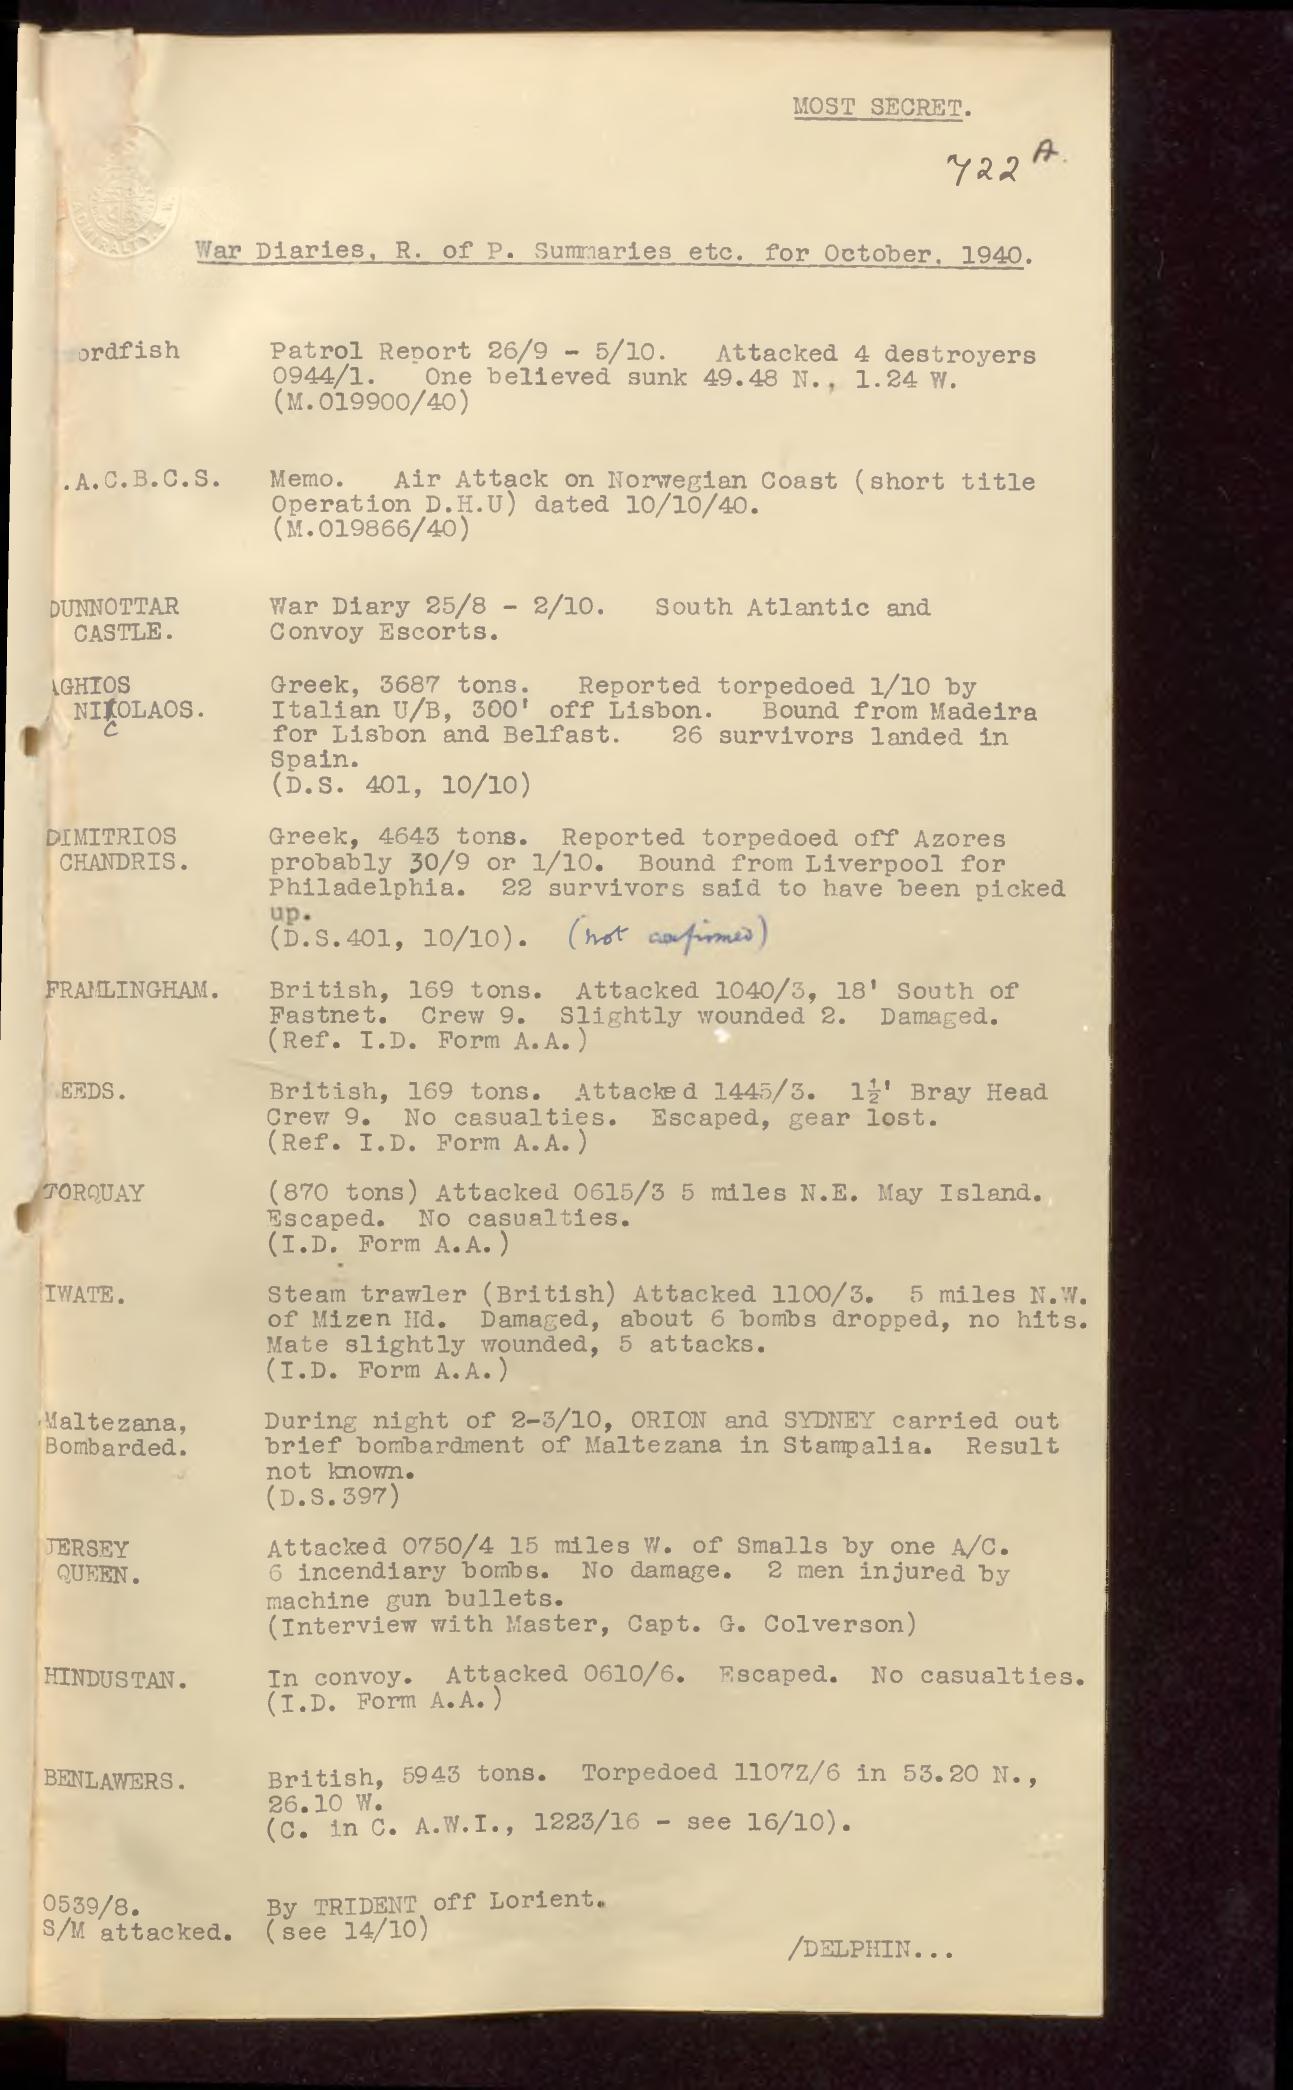 MOST SECRET.
722 A.
ADMIRALTY S.W.
War Diaries, R. of P. Summaries etc. for October, 1940.
ordfish Patrol Report 26/9 - 5/10. Attacked 4 destroyers
0944/1. One believed sunk 49.48 N., 1.24 W.
(M.019900/40)
.A.C.B.C.S. Memo. Air Attack on Norwegian Coast (short title
Operation D.H.U) dated 10/10/40.
(M.019866/40)
DUNNOTTAR War Diary 25/8 - 2/10. South Atlantic and
CASTLE. Convoy Escorts.
AGHIOS Greek, 3687 tons. Reported torpedoed 1/10 by
NICOLAOS. Italian U/B, 300' off Lisbon. Bound from Madeira
for Lisbon and Belfast. 26 survivors landed in
Spain.
(D.S. 401, 10/10)
DIMITRIOS Greek, 4643 tons. Reported torpedoed off Azores
CHANDRIS. probably 30/9 or 1/10. Bound from Liverpool for
Philadelphia. 22 survivors said to have been picked
up.
(D.S.401, 10/10). (not confirmed)
FRAMLINGHAM. British, 169 tons. Attacked 1040/3, 18' South of
Fastnet. Crew 9. Slightly wounded 2. Damaged.
(Ref. I.D. Form A.A.)
EEDS. British, 169 tons. Attacked 1445/3. 1½' Bray Head
Crew 9. No casualties. Escaped, gear lost.
(Ref. I.D. Form A.A.)
TORQUAY (870 tons) Attacked 0615/3 5 miles N.E. May Island.
Escaped. No casualties.
(I.D. Form A.A.)
IWATE. Steam trawler (British) Attacked 1100/3. 5 miles N.W.
of Mizen Hd. Damaged, about 6 bombs dropped, no hits.
Mate slightly wounded, 5 attacks.
(I.D. Form A.A.)
Maltezana, During night of 2-3/10, ORION and SYDNEY carried out
Bombarded. brief bombardment of Maltezana in Stampalia. Result
not known.
(D.S.397)
JERSEY Attacked 0750/4 15 miles W. of Smalls by one A/C.
QUEEN. 6 incendiary bombs. No damage. 2 men injured by
machine gun bullets.
(Interview with Master, Capt. G. Colverson)
HINDUSTAN. In convoy. Attacked 0610/6. Escaped. No casualties.
(I.D. Form A.A.)
BENLAWERS. British, 5943 tons. Torpedoed 1107Z/6 in 53.20 N.,
26.10 W.
(C. in C. A.W.I., 1223/16 - see 16/10).
0539/8. By TRIDENT off Lorient.
S/M attacked. (see 14/10)
/DELPHIN...